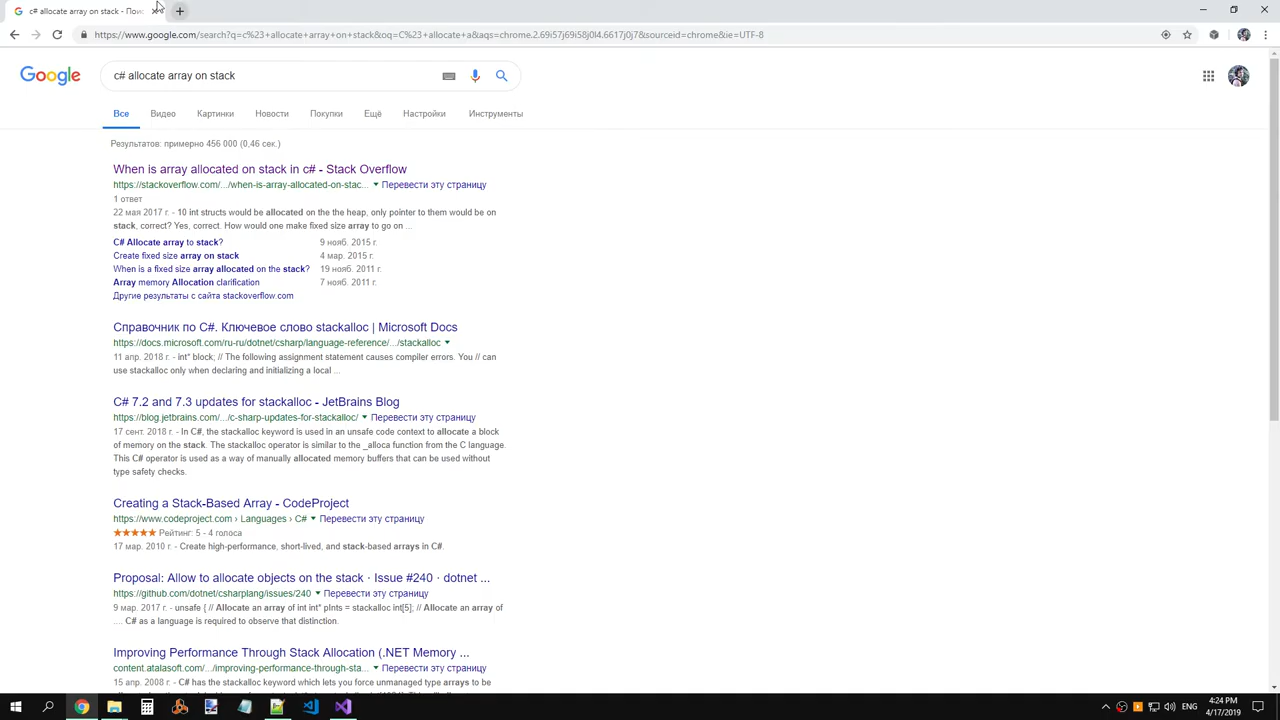 c# allocate array on stack - Поис
https://www.google.com/search?q=c%23+allocate+array+on+stack&oq=C%23+allocate+a&aqs=chrome.2.69i57j69i58j0l4.6617j0j7&sourceid=chrome&ie=UTF-8
Google
c# allocate array on stack
Все Видео Картинки Новости Покупки Ещё Настройки Инструменты
Результатов: примерно 456 000 (0,46 сек.)
When is array allocated on stack in c# - Stack Overflow
https://stackoverflow.com/.../when-is-array-allocated-on-stac... Перевести эту страницу
1 ответ
22 мая 2017 г. - 10 int structs would be allocated on the the heap, only pointer to them would be on
stack, correct? Yes, correct. How would one make fixed size array to go on ...
C# Allocate array to stack? 9 нояб. 2015 г.
Create fixed size array on stack 4 мар. 2015 г.
When is a fixed size array allocated on the stack? 19 нояб. 2011 г.
Array memory Allocation clarification 7 нояб. 2011 г.
Другие результаты с сайта stackoverflow.com
Справочник по C#. Ключевое слово stackalloc | Microsoft Docs
https://docs.microsoft.com/ru-ru/dotnet/csharp/language-reference/.../stackalloc
11 апр. 2018 г. - int* block; // The following assignment statement causes compiler errors. You // can
use stackalloc only when declaring and initializing a local ...
C# 7.2 and 7.3 updates for stackalloc - JetBrains Blog
https://blog.jetbrains.com/.../c-sharp-updates-for-stackalloc/ Перевести эту страницу
17 сент. 2018 г. - In C#, the stackalloc keyword is used in an unsafe code context to allocate a block
of memory on the stack. The stackalloc operator is similar to the _alloca function from the C language.
This C# operator is used as a way of manually allocated memory buffers that can be used without
type safety checks.
Creating a Stack-Based Array - CodeProject
https://www.codeproject.com › Languages › C# Перевести эту страницу
★★★★★ Рейтинг: 5 - 4 голоса
17 мар. 2010 г. - Create high-performance, short-lived, and stack-based arrays in C#.
Proposal: Allow to allocate objects on the stack · Issue #240 · dotnet ...
https://github.com/dotnet/csharplang/issues/240 Перевести эту страницу
9 мар. 2017 г. - unsafe { // Allocate an array of int int* pInts = stackalloc int[5]; // Allocate an array of
.... C# as a language is required to observe that distinction.
Improving Performance Through Stack Allocation (.NET Memory ...
content.atalasoft.com/.../improving-performance-through-sta... Перевести эту страницу
15 апр. 2008 г. - C# has the stackalloc keyword which lets you force unmanaged type arrays to be
ENG
4:24 PM
4/17/2019